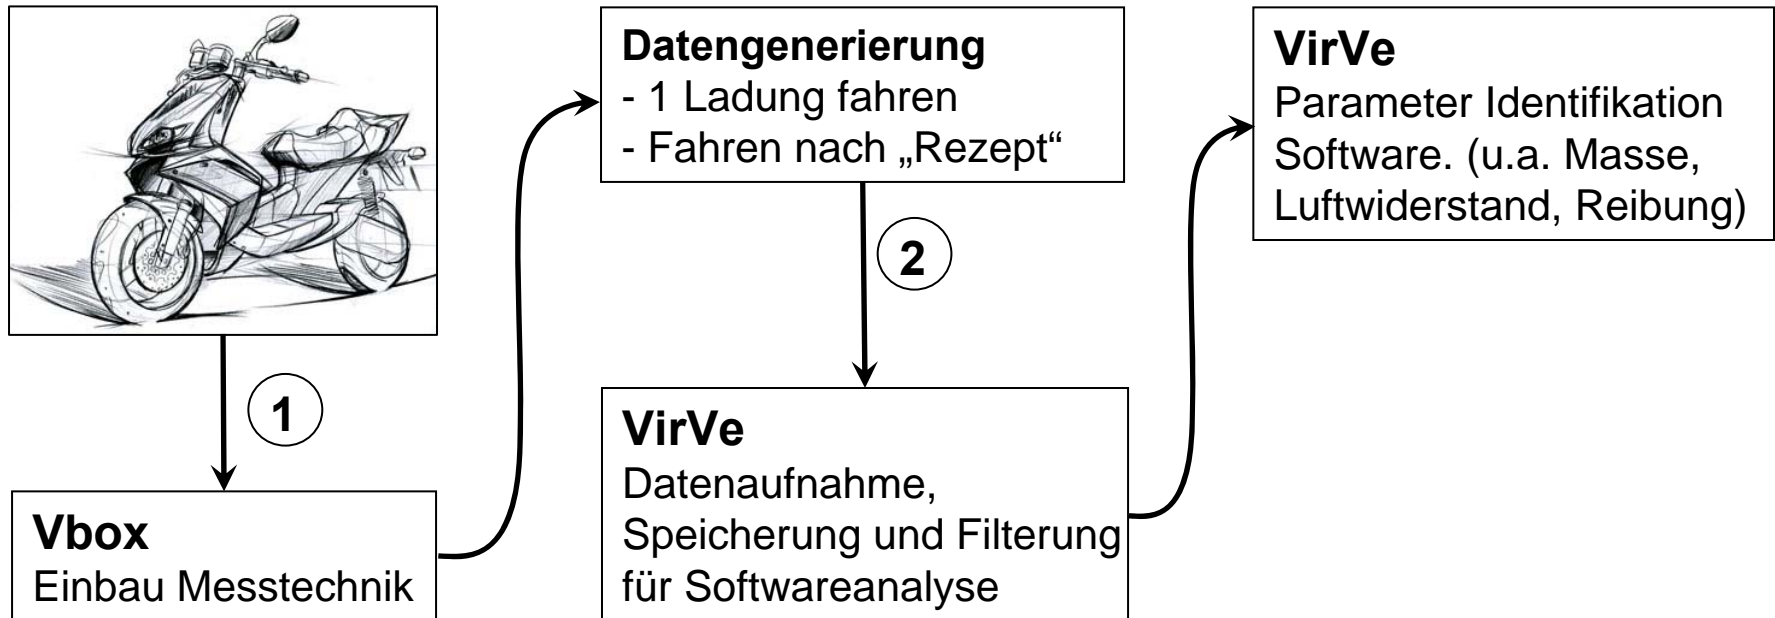 1
Vbox
Einbau Messtechnik
Datengenerierung
- 1 Ladung fahren
- Fahren nach „Rezept“
2
VirVe
Datenaufnahme,
Speicherung und Filterung
für Softwareanalyse
VirVe
Parameter Identifikation
Software. (u.a. Masse,
Luftwiderstand, Reibung)